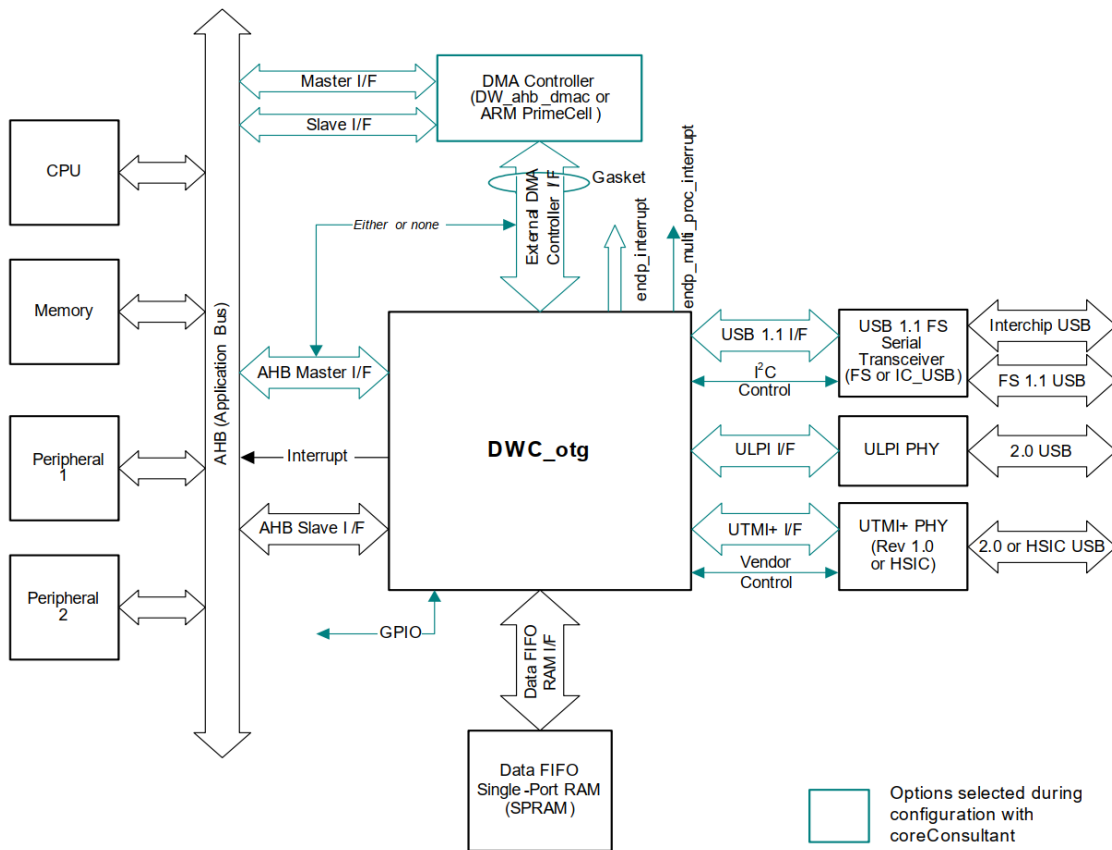 Master I/F
DMA Controller
(DW_ahb_dmac or
ARM PrimeCell )
Slave I/F
CPU
Gasket
External DMA
Controller I/F
endp_interrupt
endp_multi_proc_interrupt
Either or none
Memory
AHB (Application Bus)
AHB Master I/F
USB 1.1 I/F
USB 1.1 FS
Serial
Transceiver
(FS or IC_USB)
Interchip USB
FS 1.1 USB
I²C
Control
Peripheral
1
Interrupt
DWC_otg
ULPI I/F
ULPI PHY
2.0 USB
AHB Slave I/F
UTMI+ I/F
UTMI+ PHY
(Rev 1.0
or HSIC)
2.0 or HSIC USB
Vendor
Control
Peripheral
2
GPIO
Data FIFO
RAM I/F
Data FIFO
Single-Port RAM
(SPRAM)
Options selected during
configuration with
coreConsultant